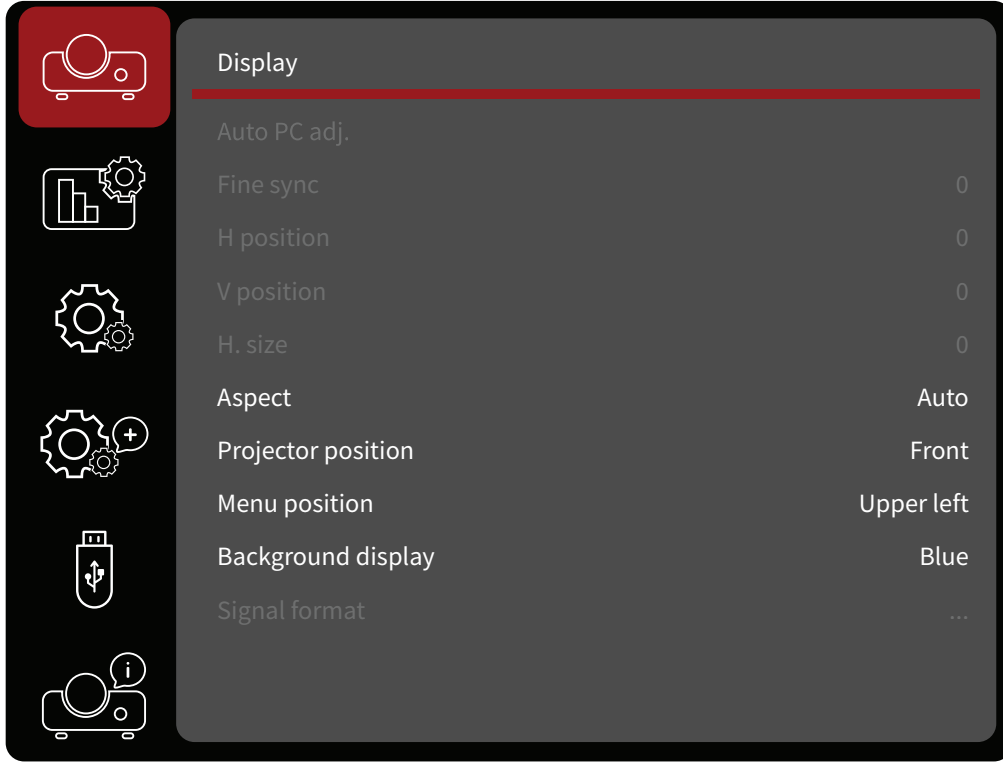 Display
Auto PC adj.
Fine sync 0
H position 0
V position 0
H. size 0
Aspect Auto
Projector position Front
Menu position Upper left
Background display Blue
Signal format ...